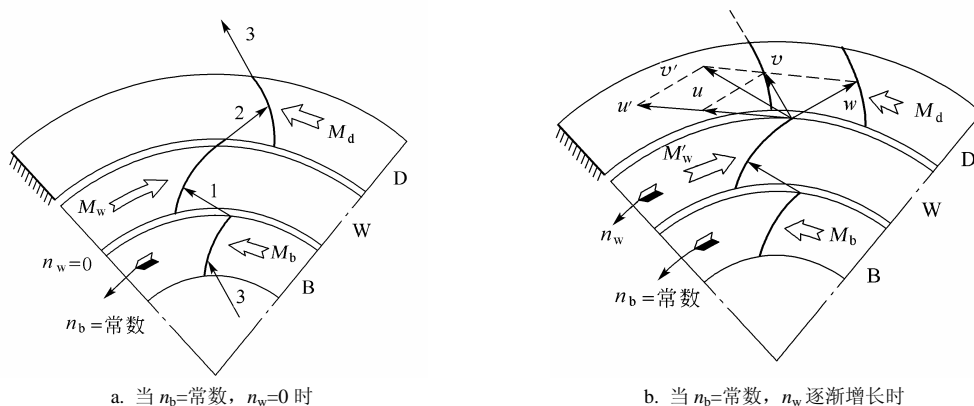 3
2
M_d
D
M_w
1
W
n_w=0
M_b
B
3
n_b=常数
a. 当 n_b=常数，n_w=0 时
v'
v
u'
u
w
M_d
D
M'_w
W
n_w
M_b
B
n_b=常数
b. 当 n_b=常数，n_w 逐渐增长时